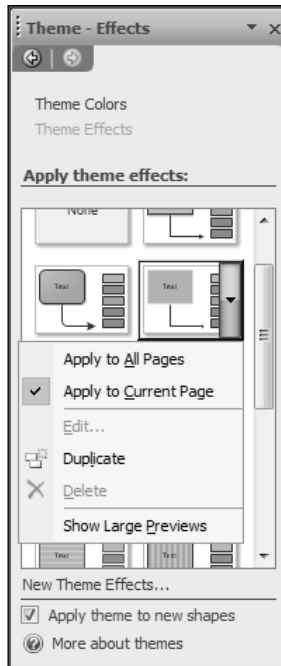 Theme - Effects
Theme Colors
Theme Effects
Apply theme effects:
None
Text
Text
Apply to All Pages
Apply to Current Page
Edit...
Duplicate
Delete
Show Large Previews
Text
Text
New Theme Effects...
Apply theme to new shapes
More about themes